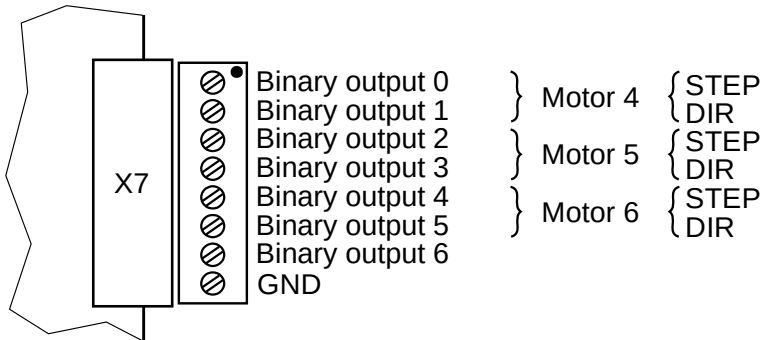 Binary output 0
Binary output 1
Motor 4
STEP
DIR
Binary output 2
Binary output 3
Motor 5
STEP
DIR
X7
Binary output 4
Binary output 5
Motor 6
STEP
DIR
Binary output 6
GND